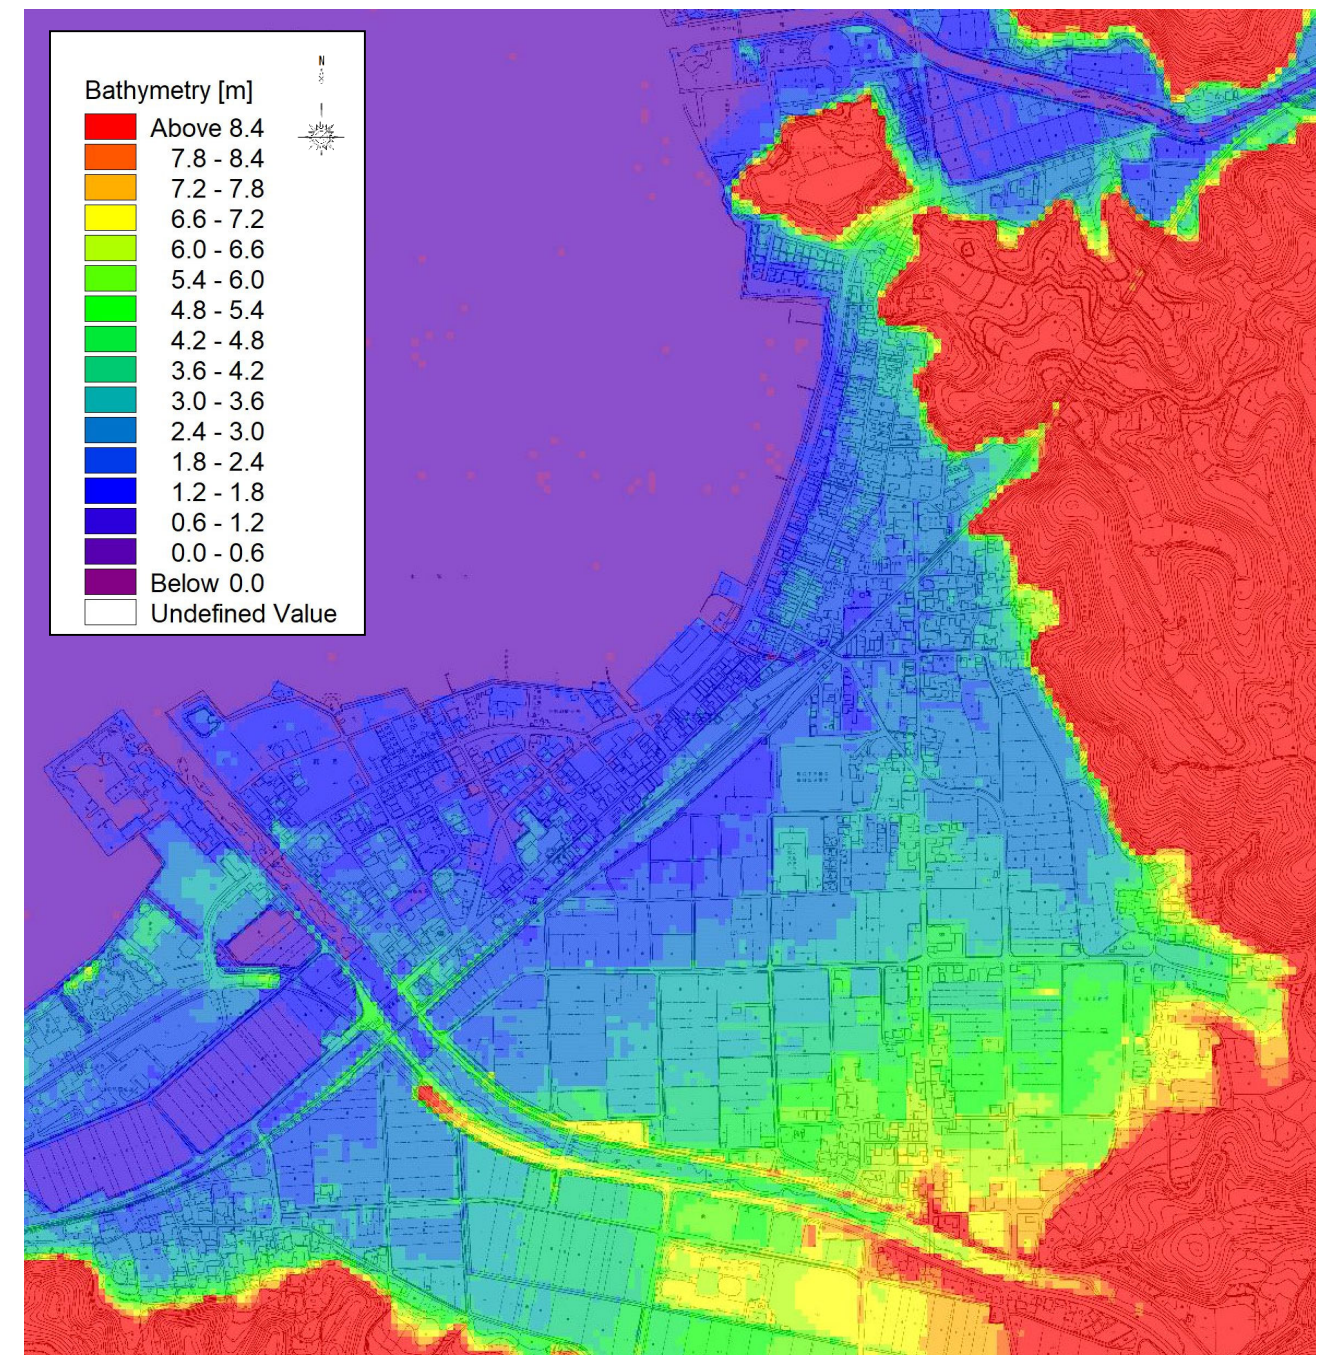 N
Bathymetry [m]
Above 8.4
7.8 - 8.4
7.2 - 7.8
6.6 - 7.2
6.0 - 6.6
5.4 - 6.0
4.8 - 5.4
4.2 - 4.8
3.6 - 4.2
3.0 - 3.6
2.4 - 3.0
1.8 - 2.4
1.2 - 1.8
0.6 - 1.2
0.0 - 0.6
Below 0.0
Undefined Value